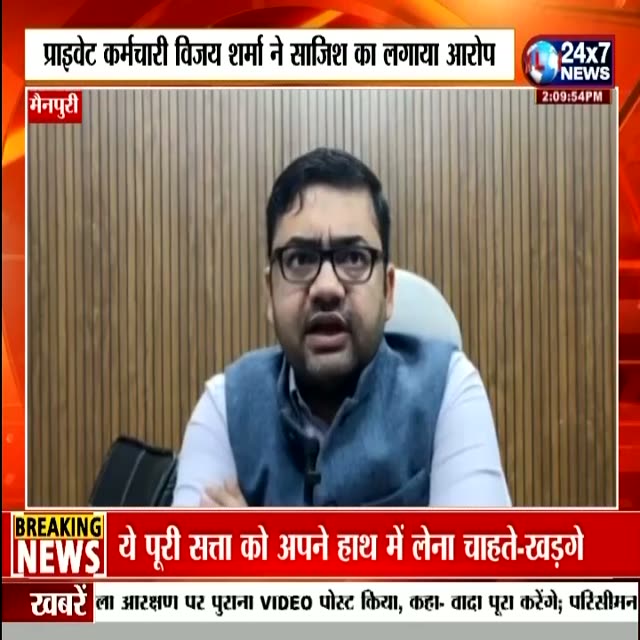 प्राइवेट कर्मचारी विजय शर्मा ने साजिश का लगाया आरोप
24x7
NEWS
2:09:54PM
मैनपुरी
BREAKING
NEWS
ये पूरी सत्ता को अपने हाथ में लेना चाहते-खड़गे
खबरें
ला आरक्षण पर पुराना VIDEO पोस्ट किया, कहा- वादा पूरा करेंगे; परिसीमन